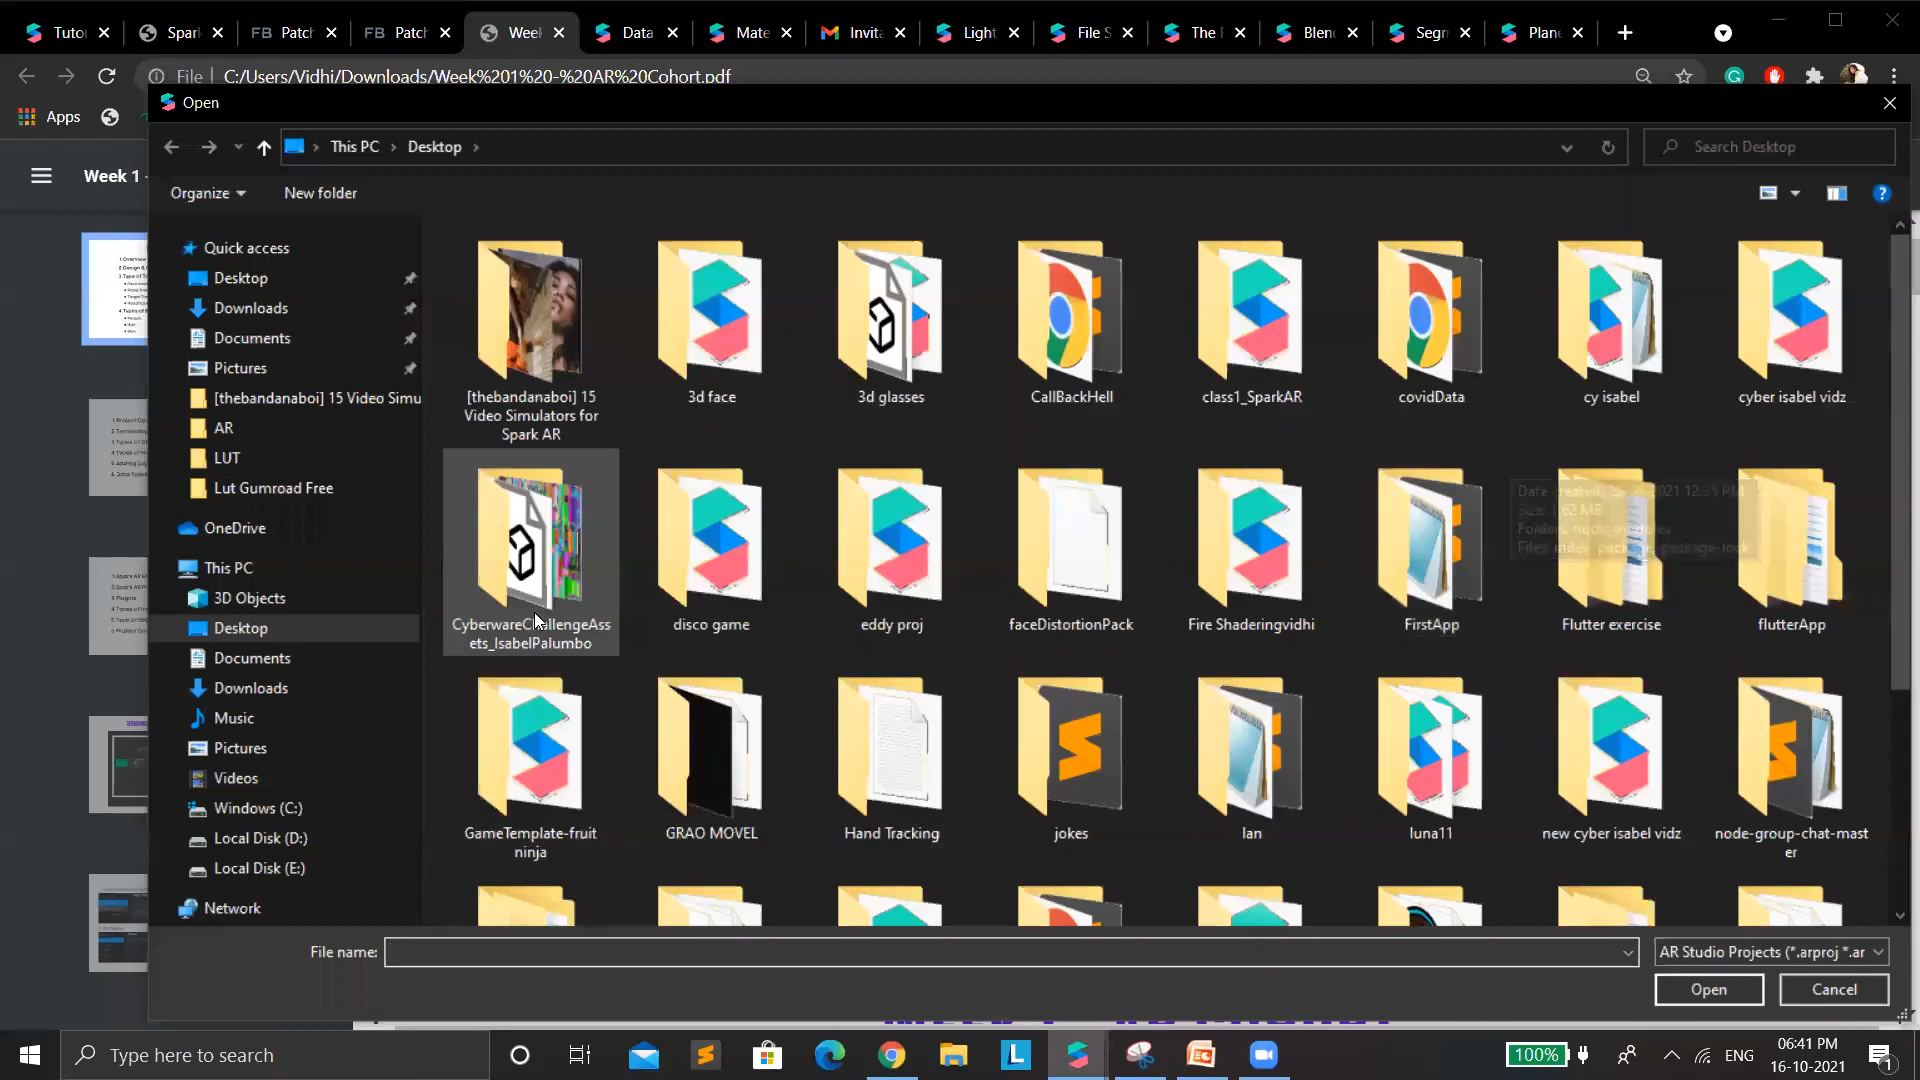 Tutor
Spark
FB Patch
FB Patch
Week
Data
Mate
Invita
Light
File S
The F
Blend
Segm
Plane
File | C:/Users/Vidhi/Downloads/Week%201%20-%20AR%20Cohort.pdf
Apps
Open
This PC > Desktop >
Search Desktop
Week 1 -
Organize
New folder
Quick access
Desktop
Downloads
Documents
Pictures
[thebandanaboi] 15 Video Simu
AR
LUT
Lut Gumroad Free
OneDrive
This PC
3D Objects
Desktop
Documents
Downloads
Music
Pictures
Videos
Windows (C:)
Local Disk (D:)
Local Disk (E:)
Network
[thebandanaboi] 15
Video Simulators for
Spark AR
3d face
3d glasses
CallBackHell
class1_SparkAR
covidData
cy isabel
cyber isabel vidz
CyberwareChallengeAss
ets_IsabelPalumbo
disco game
eddy proj
faceDistortionPack
Fire Shaderingvidhi
FirstApp
Flutter exercise
flutterApp
GameTemplate-fruit
ninja
GRAO MOVEL
Hand Tracking
jokes
lan
luna11
new cyber isabel vidz
node-group-chat-mast
er
File name:
AR Studio Projects (*.arproj *.ar
Open
Cancel
Type here to search
100%
ENG
06:41 PM
16-10-2021
1